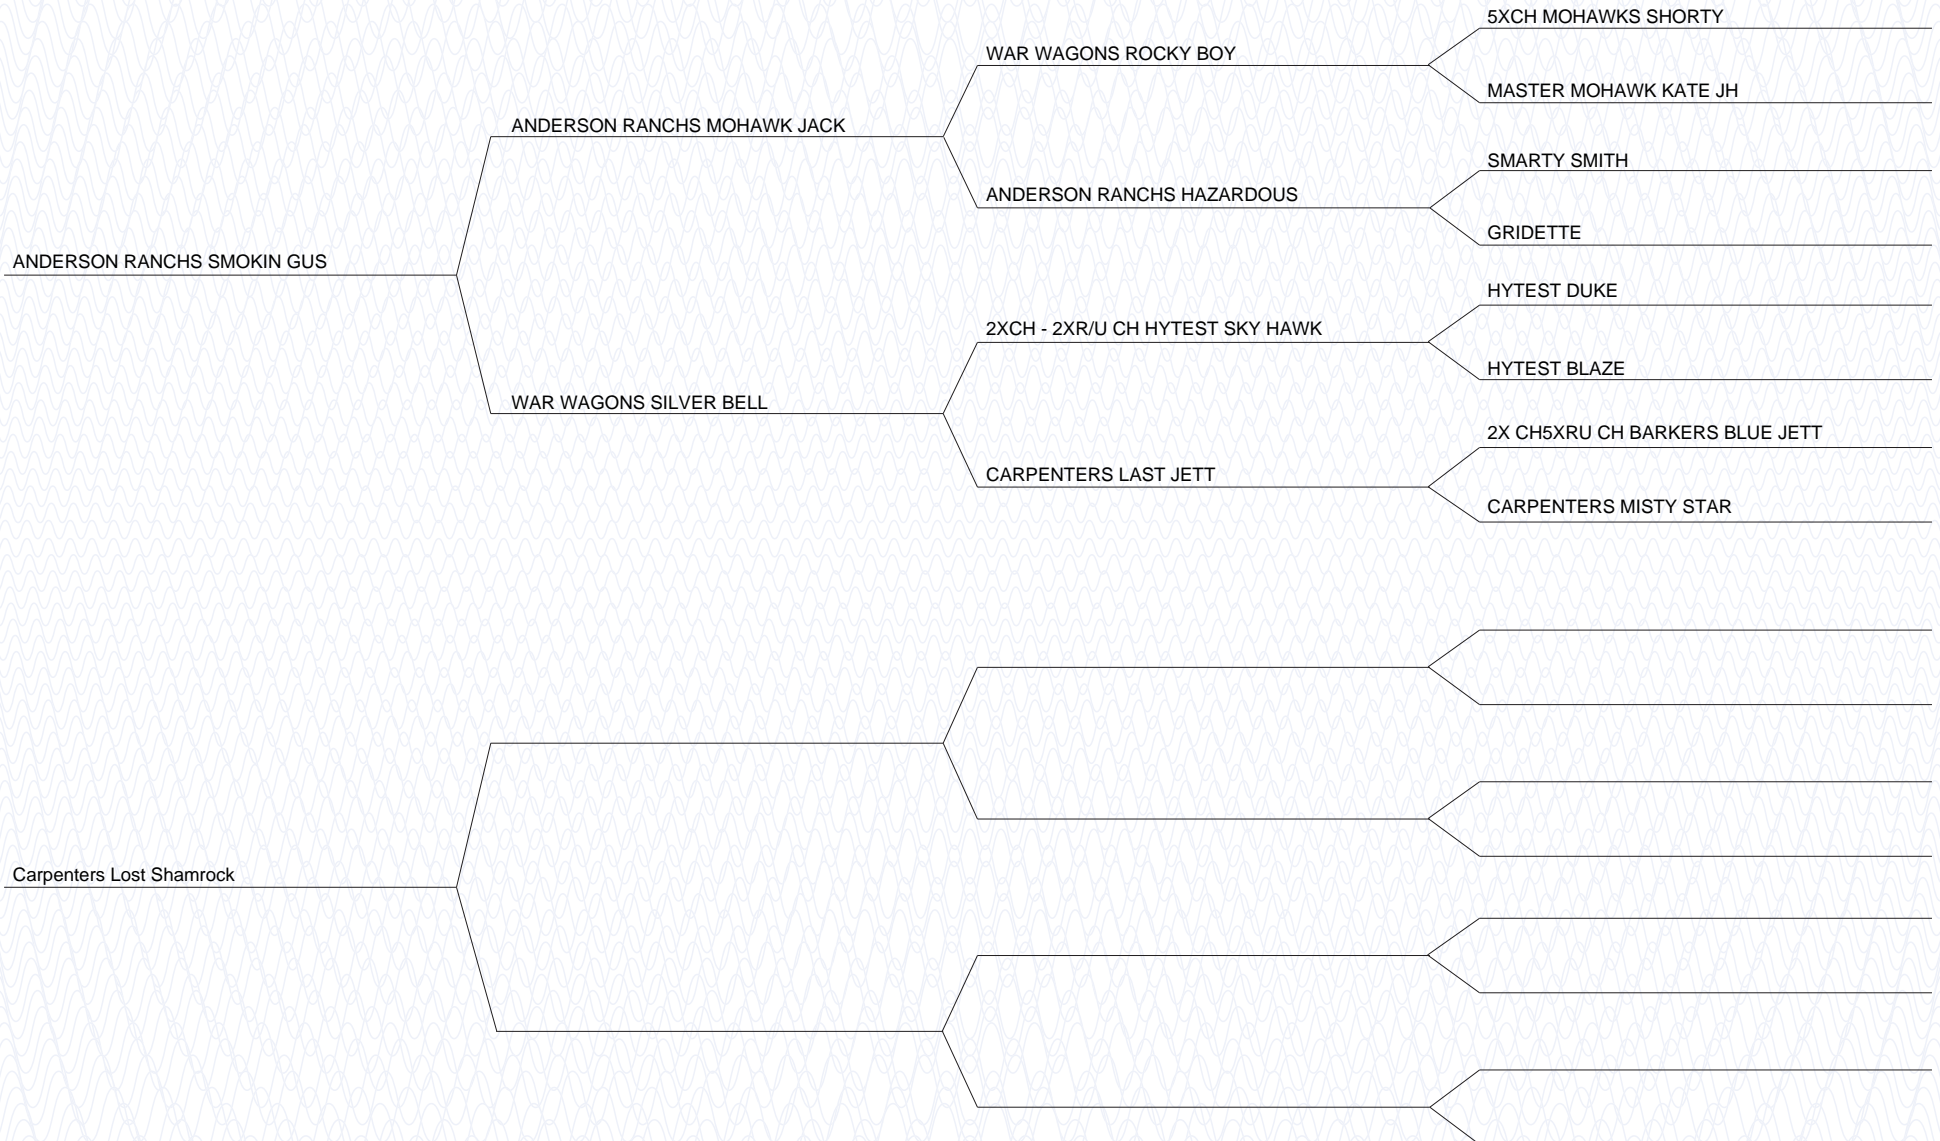 5XCH MOHAWKS SHORTY
WAR WAGONS ROCKY BOY
MASTER MOHAWK KATE JH
ANDERSON RANCHS MOHAWK JACK
SMARTY SMITH
ANDERSON RANCHS HAZARDOUS
GRIDETTE
ANDERSON RANCHS SMOKIN GUS
HYTEST DUKE
2XCH - 2XR/U CH HYTEST SKY HAWK
HYTEST BLAZE
WAR WAGONS SILVER BELL
2X CH5XRU CH BARKERS BLUE JETT
CARPENTERS LAST JETT
CARPENTERS MISTY STAR
Carpenters Lost Shamrock